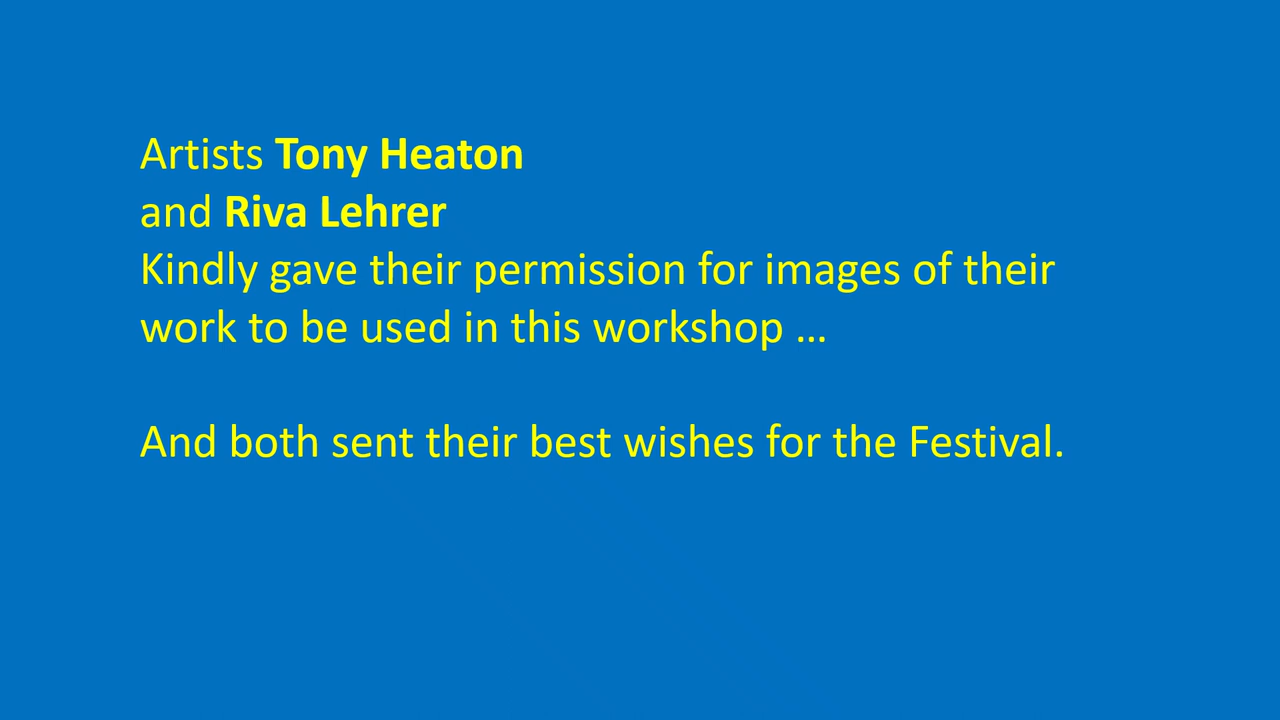 Artists Tony Heaton
and Riva Lehrer
Kindly gave their permission for images of their
work to be used in this workshop …
And both sent their best wishes for the Festival.